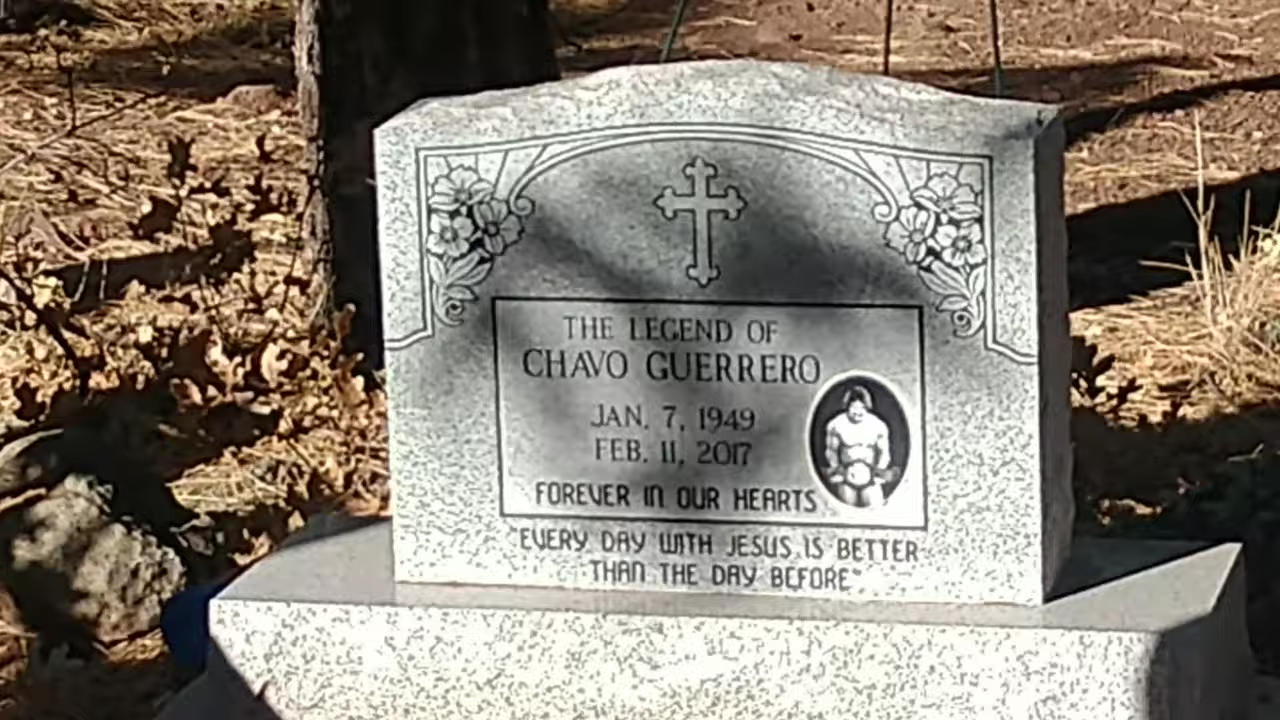 THE LEGEND OF
CHAVO GUERRERO
JAN. 7, 1949
FEB. 11, 2017
FOREVER IN OUR HEARTS
"EVERY DAY WITH JESUS IS BETTER
THAN THE DAY BEFORE"